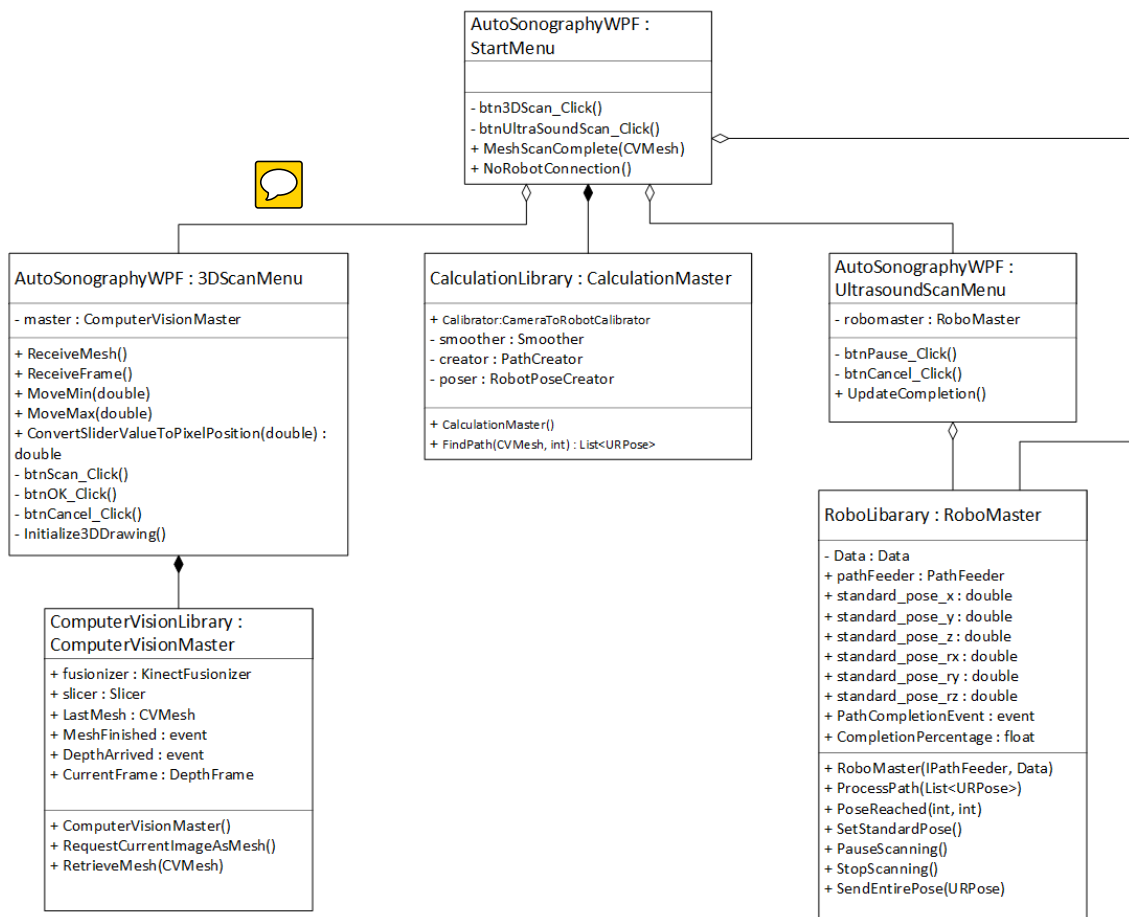 AutoSonographyWPF :
StartMenu
- btn3DScan_Click()
- btnUltraSoundScan_Click()
+ MeshScanComplete(CVMesh)
+ NoRobotConnection()
AutoSonographyWPF : 3DScanMenu
- master : ComputerVisionMaster
+ ReceiveMesh()
+ ReceiveFrame()
+ MoveMin(double)
+ MoveMax(double)
+ ConvertSliderValueToPixelPosition(double) :
double
- btnScan_Click()
- btnOK_Click()
- btnCancel_Click()
- Initialize3DDrawing()
CalculationLibrary : CalculationMaster
+ Calibrator:CameraToRobotCalibrator
- smoother : Smoother
- creator : PathCreator
- poser : RobotPoseCreator
+ CalculationMaster()
+ FindPath(CVMesh, int) : List<URPose>
AutoSonographyWPF :
UltrasoundScanMenu
- robomaster : RoboMaster
- btnPause_Click()
- btnCancel_Click()
+ UpdateCompletion()
ComputerVisionLibrary :
ComputerVisionMaster
+ fusionizer : KinectFusionizer
+ slicer : Slicer
+ LastMesh : CVMesh
+ MeshFinished : event
+ DepthArrived : event
+ CurrentFrame : DepthFrame
+ ComputerVisionMaster()
+ RequestCurrentImageAsMesh()
+ RetrieveMesh(CVMesh)
RoboLibarary : RoboMaster
- Data : Data
+ pathFeeder : PathFeeder
+ standard_pose_x : double
+ standard_pose_y : double
+ standard_pose_z : double
+ standard_pose_rx : double
+ standard_pose_ry : double
+ standard_pose_rz : double
+ PathCompletionEvent : event
+ CompletionPercentage : float
+ RoboMaster(IPathFeeder, Data)
+ ProcessPath(List<URPose>)
+ PoseReached(int, int)
+ SetStandardPose()
+ PauseScanning()
+ StopScanning()
+ SendEntirePose(URPose)